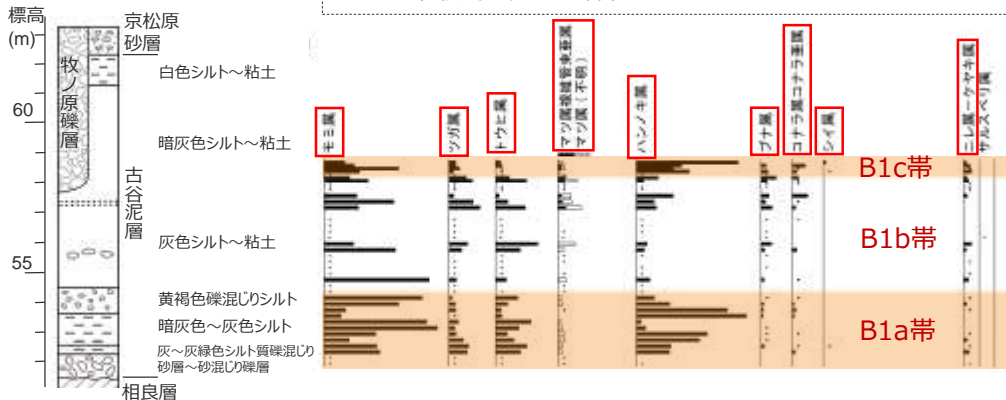 標高
(m)
60
55
京松原
砂層
牧ノ原礫層
古谷泥層
白色シルト～粘土
暗灰色シルト～粘土
灰色シルト～粘土
黄褐色礫混じりシルト
暗灰色～灰色シルト
灰～灰緑色シルト質礫混じり
砂層～砂混じり礫層
相良層
モミ属
ツガ属
トウヒ属
マツ属複維管束亜属
マツ属（不明）
ハンノキ属
ブナ属
コナラ属コナラ亜属
シイ属
ニレ属－ケヤキ属
サルスベリ属
B1c帯
B1b帯
B1a帯